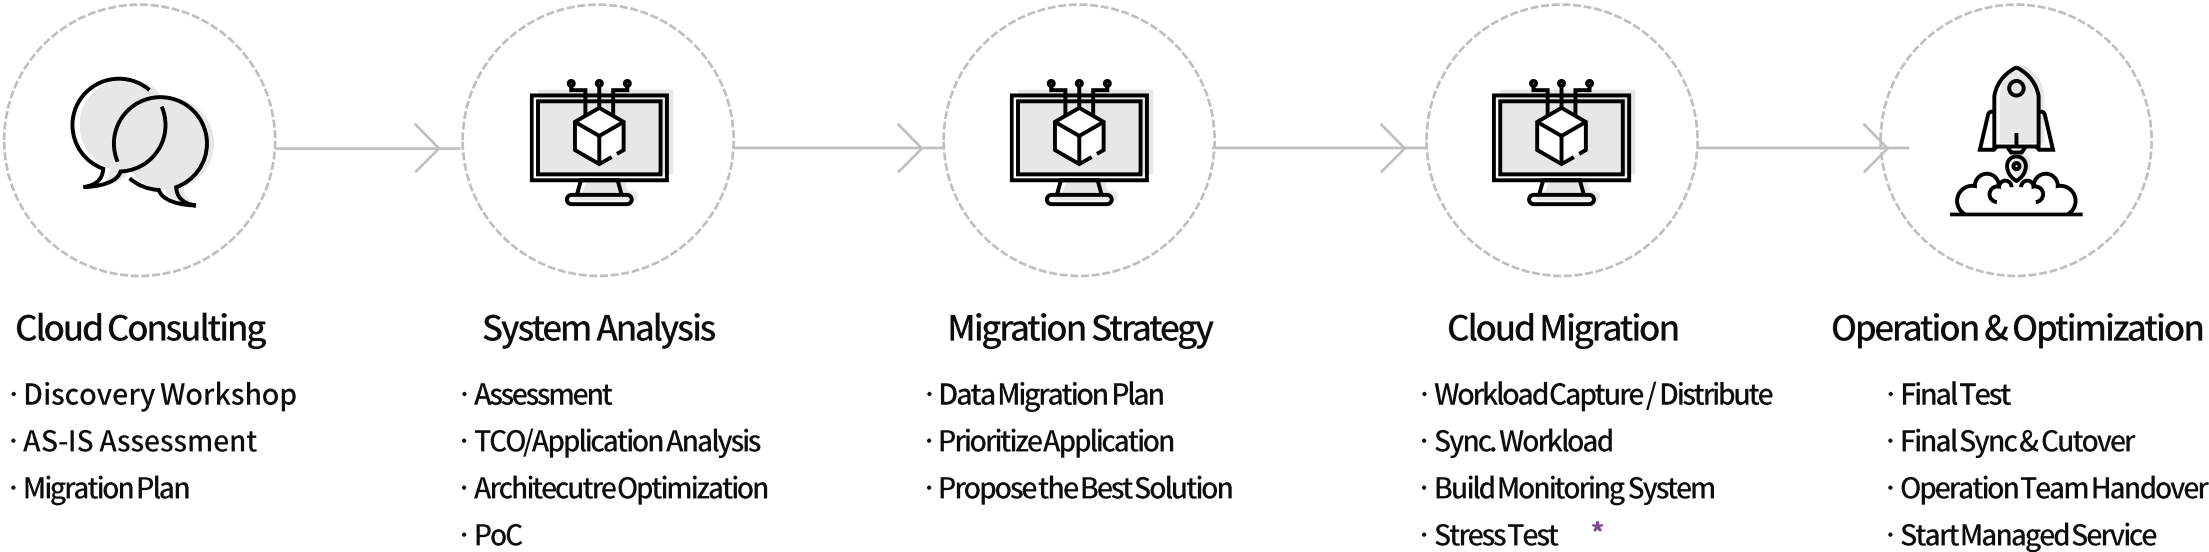 Cloud Consulting
· Discovery Workshop
· AS-IS Assessment
· Migration Plan
System Analysis
· Assessment
· TCO/Application Analysis
· Architecutre Optimization
· PoC
Migration Strategy
· Data Migration Plan
· Prioritize Application
· Propose the Best Solution
Cloud Migration
· Workload Capture / Distribute
· Sync. Workload
· Build Monitoring System
· Stress Test *
Operation & Optimization
· Final Test
· Final Sync & Cutover
· Operation Team Handover
· Start Managed Service